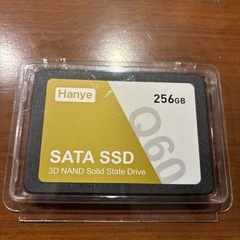 Hanye
256GB
Q60
SATA SSD
3D NAND Solid State Drive